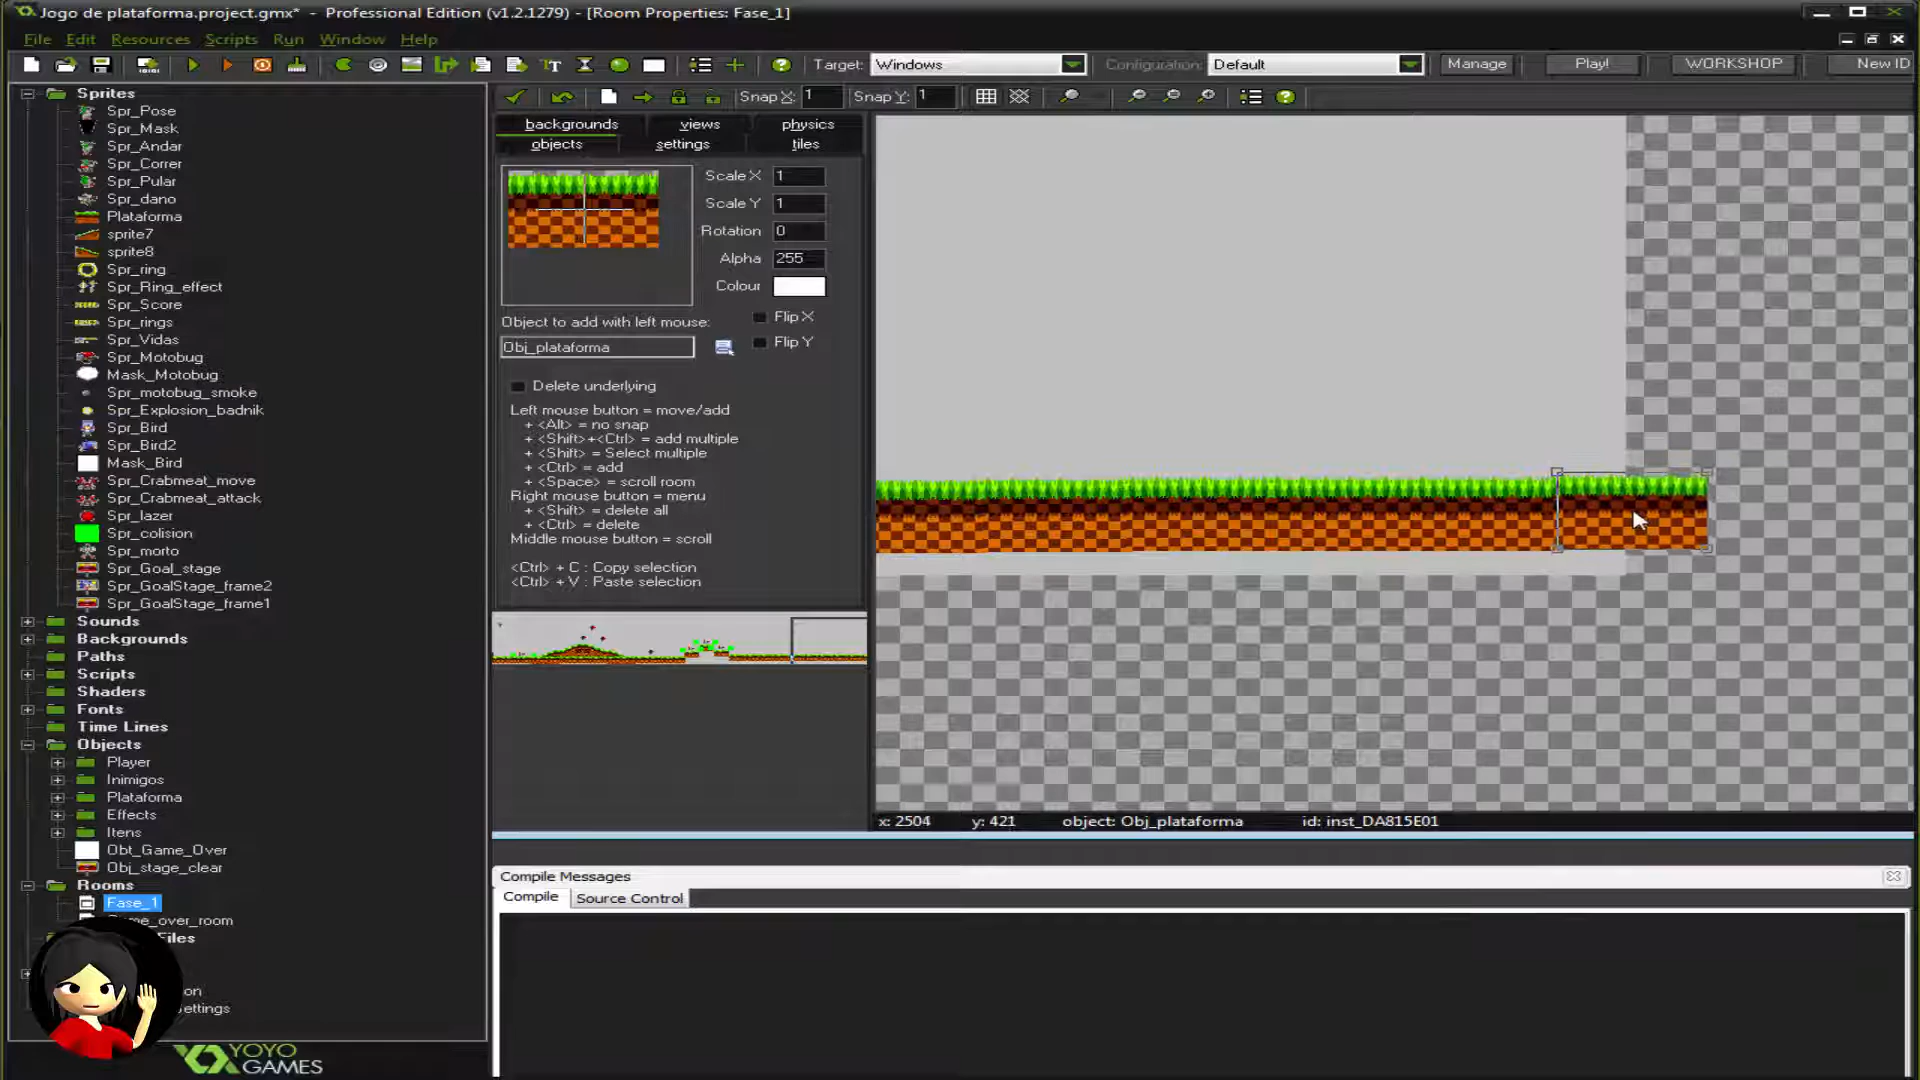 Jogo de plataforma.project.gmx* - Professional Edition (v1.2.1279) - [Room Properties: Fase_1]
File Edit Resources Scripts Run Window Help
Target: Windows Configuration: Default Manage Play! WORKSHOP New ID
Snap X: 1 Snap Y: 1
backgrounds views physics
objects settings tiles
Scale X 1
Scale Y 1
Rotation 0
Alpha 255
Colour
Object to add with left mouse:
Flip X
Obj_plataforma
Flip Y
Delete underlying
Left mouse button = move/add
+ <Alt> = no snap
+ <Shift>+<Ctrl> = add multiple
+ <Shift> = Select multiple
+ <Ctrl> = add
+ <Space> = scroll room
Right mouse button = menu
+ <Shift> = delete all
+ <Ctrl> = delete
Middle mouse button = scroll
<Ctrl> + C : Copy selection
<Ctrl> + V : Paste selection
Sprites
Spr_Pose
Spr_Mask
Spr_Andar
Spr_Correr
Spr_Pular
Spr_dano
Plataforma
sprite7
sprite8
Spr_ring
Spr_Ring_effect
Spr_Score
Spr_rings
Spr_Vidas
Spr_Motobug
Mask_Motobug
Spr_motobug_smoke
Spr_Explosion_badnik
Spr_Bird
Spr_Bird2
Mask_Bird
Spr_Crabmeat_move
Spr_Crabmeat_attack
Spr_lazer
Spr_colision
Spr_morto
Spr_Goal_stage
Spr_GoalStage_frame2
Spr_GoalStage_frame1
Sounds
Backgrounds
Paths
Scripts
Shaders
Fonts
Time Lines
Objects
Player
Inimigos
Plataforma
Effects
Itens
Obt_Game_Over
Obj_stage_clear
Rooms
Fase_1
me_over_room
Files
on
ettings
YOYO
GAMES
x: 2504 y: 421 object: Obj_plataforma id: inst_DA815E01
Compile Messages
Compile Source Control